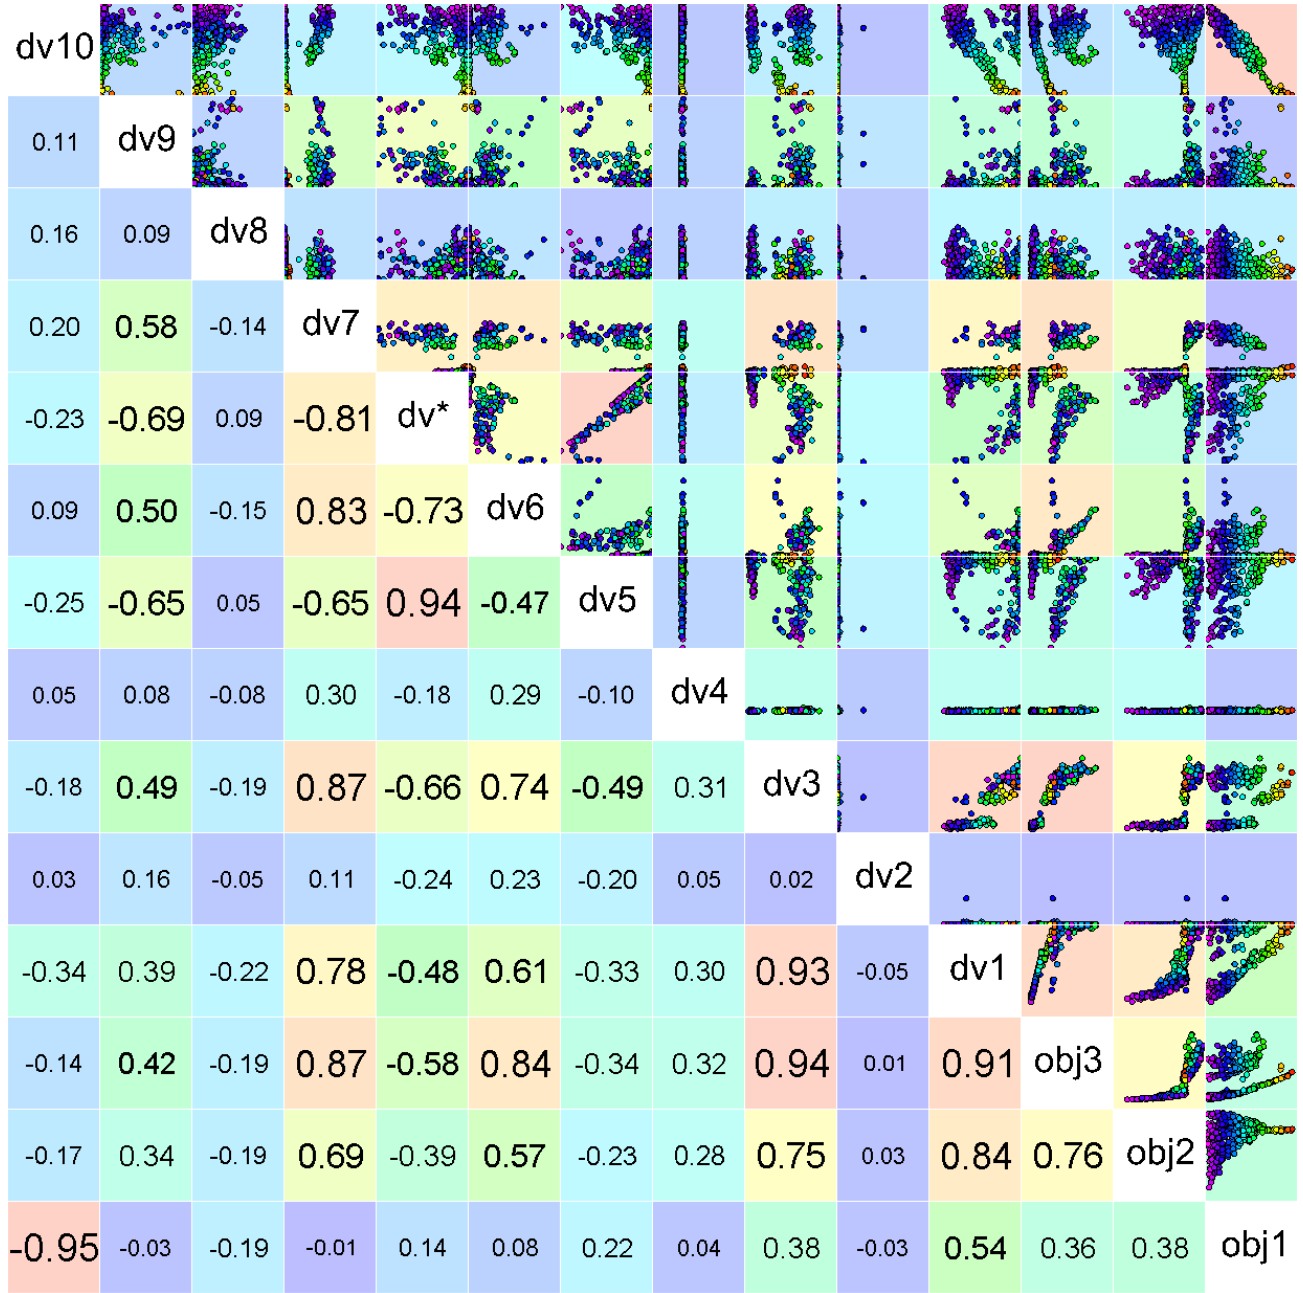 dv10
0.11 dv9
0.16 0.09 dv8
0.20 0.58 -0.14 dv7
-0.23 -0.69 0.09 -0.81 dv*
0.09 0.50 -0.15 0.83 -0.73 dv6
-0.25 -0.65 0.05 -0.65 0.94 -0.47 dv5
0.05 0.08 -0.08 0.30 -0.18 0.29 -0.10 dv4
-0.18 0.49 -0.19 0.87 -0.66 0.74 -0.49 0.31 dv3
0.03 0.16 -0.05 0.11 -0.24 0.23 -0.20 0.05 0.02 dv2
-0.34 0.39 -0.22 0.78 -0.48 0.61 -0.33 0.30 0.93 -0.05 dv1
-0.14 0.42 -0.19 0.87 -0.58 0.84 -0.34 0.32 0.94 0.01 0.91 obj3
-0.17 0.34 -0.19 0.69 -0.39 0.57 -0.23 0.28 0.75 0.03 0.84 0.76 obj2
-0.95 -0.03 -0.19 -0.01 0.14 0.08 0.22 0.04 0.38 -0.03 0.54 0.36 0.38 obj1